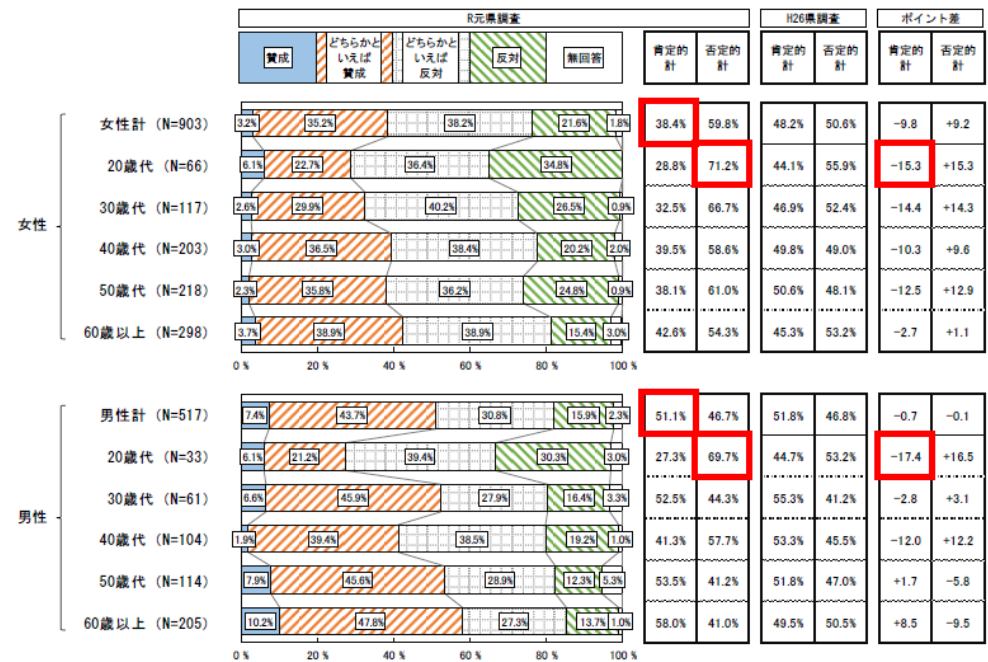 R元県調査 H26県調査 ポイント差
賛成 どちらかと どちらかと 反対 無回答 肯定的 否定的 肯定的 否定的 肯定的 否定的
いえば いえば 計 計 計 計 計 計
賛成 反対
女性計 (N=903) 3.2% 35.2% 38.2% 21.6% 1.8% 38.4% 59.8% 48.2% 50.6% −9.8 +9.2
20歳代 (N=66) 6.1% 22.7% 36.4% 34.8% 28.8% 71.2% 44.1% 55.9% −15.3 +15.3
30歳代 (N=117) 2.6% 29.9% 40.2% 26.5% 0.9% 32.5% 66.7% 46.9% 52.4% −14.4 +14.3
女性
40歳代 (N=203) 3.0% 36.5% 38.4% 20.2% 2.0% 39.5% 58.6% 49.8% 49.0% −10.3 +9.6
50歳代 (N=218) 2.3% 35.8% 36.2% 24.8% 0.9% 38.1% 61.0% 50.6% 48.1% −12.5 +12.9
60歳以上 (N=298) 3.7% 38.9% 38.9% 15.4% 3.0% 42.6% 54.3% 45.3% 53.2% −2.7 +1.1
0 % 20 % 40 % 60 % 80 % 100 %
男性計 (N=517) 7.4% 43.7% 30.8% 15.9% 2.3% 51.1% 46.7% 51.8% 46.8% −0.7 −0.1
20歳代 (N=33) 6.1% 21.2% 39.4% 30.3% 3.0% 27.3% 69.7% 44.7% 53.2% −17.4 +16.5
30歳代 (N=61) 6.6% 45.9% 27.9% 16.4% 3.3% 52.5% 44.3% 55.3% 41.2% −2.8 +3.1
男性
40歳代 (N=104) 1.9% 39.4% 38.5% 19.2% 1.0% 41.3% 57.7% 53.3% 45.5% −12.0 +12.2
50歳代 (N=114) 7.9% 45.6% 28.9% 12.3% 5.3% 53.5% 41.2% 51.8% 47.0% +1.7 −5.8
60歳以上 (N=205) 10.2% 47.8% 27.3% 13.7% 1.0% 58.0% 41.0% 49.5% 50.5% +8.5 −9.5
0 % 20 % 40 % 60 % 80 % 100 %